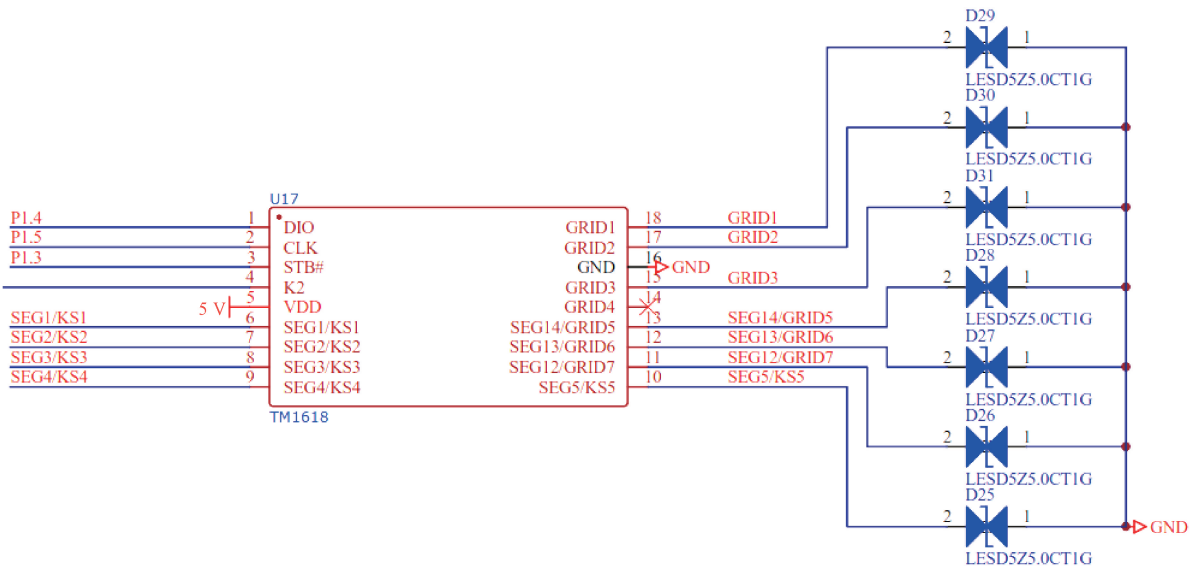 D29
2 1
LESD5Z5.0CT1G
D30
2 1
LESD5Z5.0CT1G
D31
2 1
LESD5Z5.0CT1G
D28
2 1
LESD5Z5.0CT1G
D27
2 1
LESD5Z5.0CT1G
D26
2 1
LESD5Z5.0CT1G
D25
2 1
LESD5Z5.0CT1G
GND
U17
P1.4 1 DIO
P1.5 2 CLK
P1.3 3 STB#
4 K2
5 V 5 VDD
SEG1/KS1 6 SEG1/KS1
SEG2/KS2 7 SEG2/KS2
SEG3/KS3 8 SEG3/KS3
SEG4/KS4 9 SEG4/KS4
GRID1 18 GRID1
GRID2 17 GRID2
GND 16 GND
GRID3 15 GRID3
GRID4 14
SEG14/GRID5 13 SEG14/GRID5
SEG13/GRID6 12 SEG13/GRID6
SEG12/GRID7 11 SEG12/GRID7
SEG5/KS5 10 SEG5/KS5
TM1618